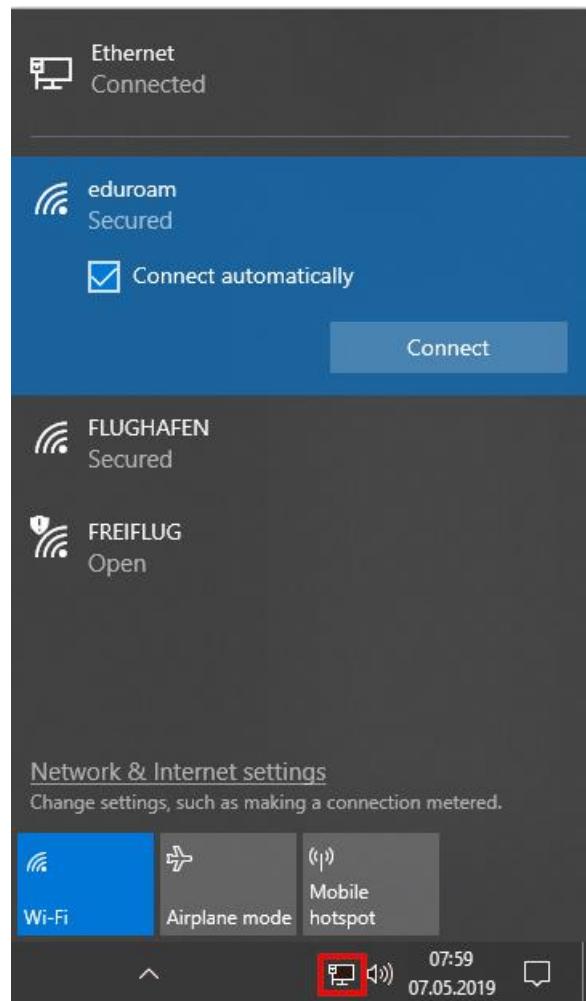 Ethernet
Connected
eduroam
Secured
Connect automatically
Connect
FLUGHAFEN
Secured
FREIFLUG
Open
Network & Internet settings
Change settings, such as making a connection metered.
Wi-Fi
Airplane mode
Mobile
hotspot
07:59
07.05.2019